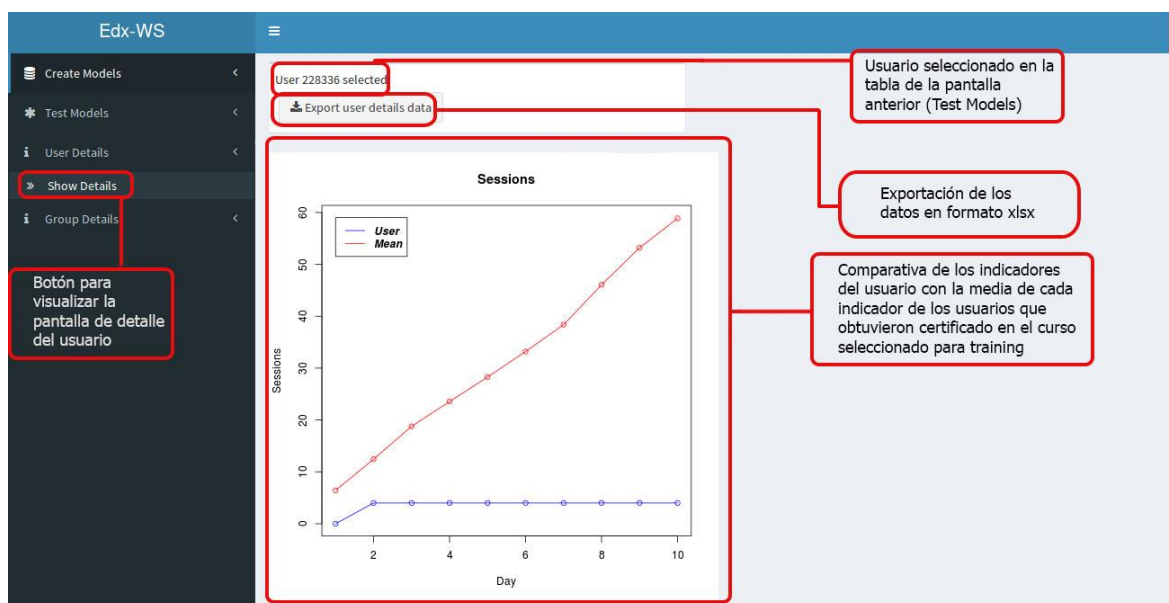 Edx-WS
Create Models
Test Models
User Details
Show Details
Group Details
Botón para
visualizar la
pantalla de detalle
del usuario
User 228336 selected
Export user details data
Sessions
User
Mean
Sessions
60
50
40
30
20
10
0
2 4 6 8 10
Day
Usuario seleccionado en la
tabla de la pantalla
anterior (Test Models)
Exportación de los
datos en formato xlsx
Comparativa de los indicadores
del usuario con la media de cada
indicador de los usuarios que
obtuvieron certificado en el curso
seleccionado para training